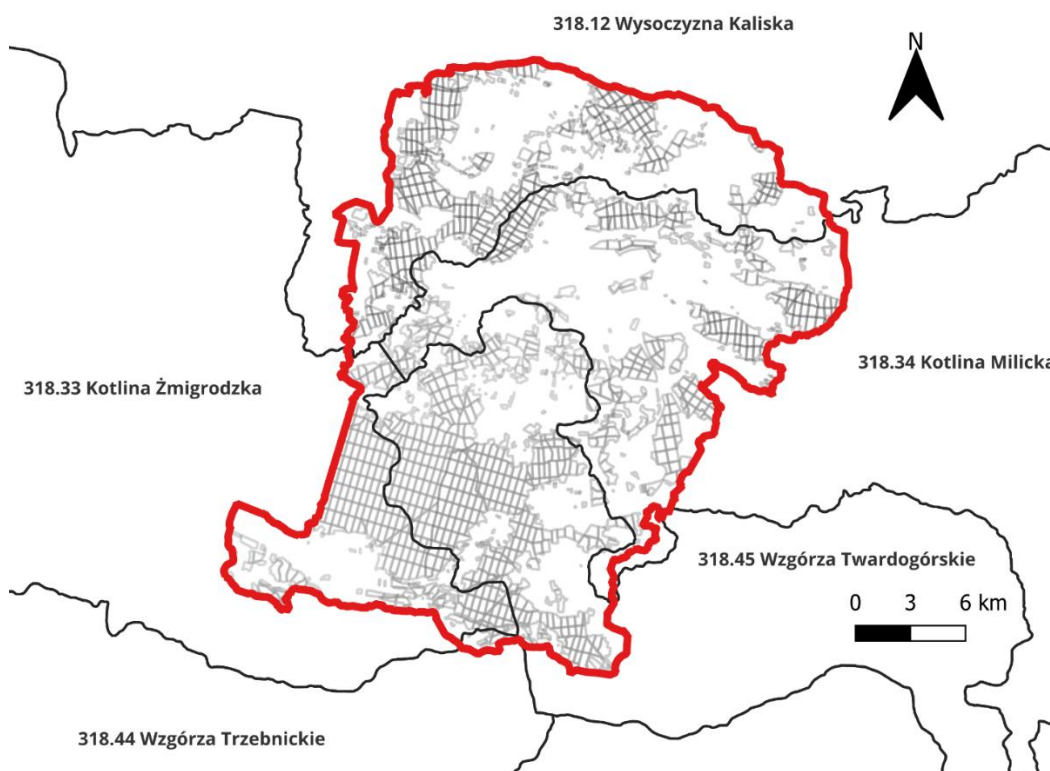 318.12 Wysoczyzna Kaliska
N
318.33 Kotlina Żmigrodzka
318.34 Kotlina Milicka
318.45 Wzgórza Twardogórskie
0 3 6 km
318.44 Wzgórza Trzebnickie